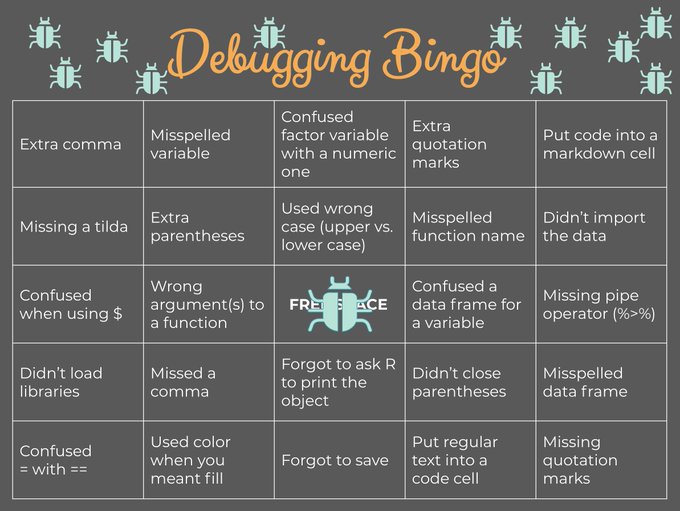 Debugging Bingo
Extra comma
Misspelled
variable
Confused
factor variable
with a numeric
one
Extra
quotation
marks
Put code into a
markdown cell
Missing a tilda
Extra
parentheses
Used wrong
case (upper vs.
lower case)
Misspelled
function name
Didn’t import
the data
Confused
when using $
Wrong
argument(s) to
a function
FREE SPACE
Confused a
data frame for
a variable
Missing pipe
operator (%>%)
Didn’t load
libraries
Missed a
comma
Forgot to ask R
to print the
object
Didn’t close
parentheses
Misspelled
data frame
Confused
= with ==
Used color
when you
meant fill
Forgot to save
Put regular
text into a
code cell
Missing
quotation
marks